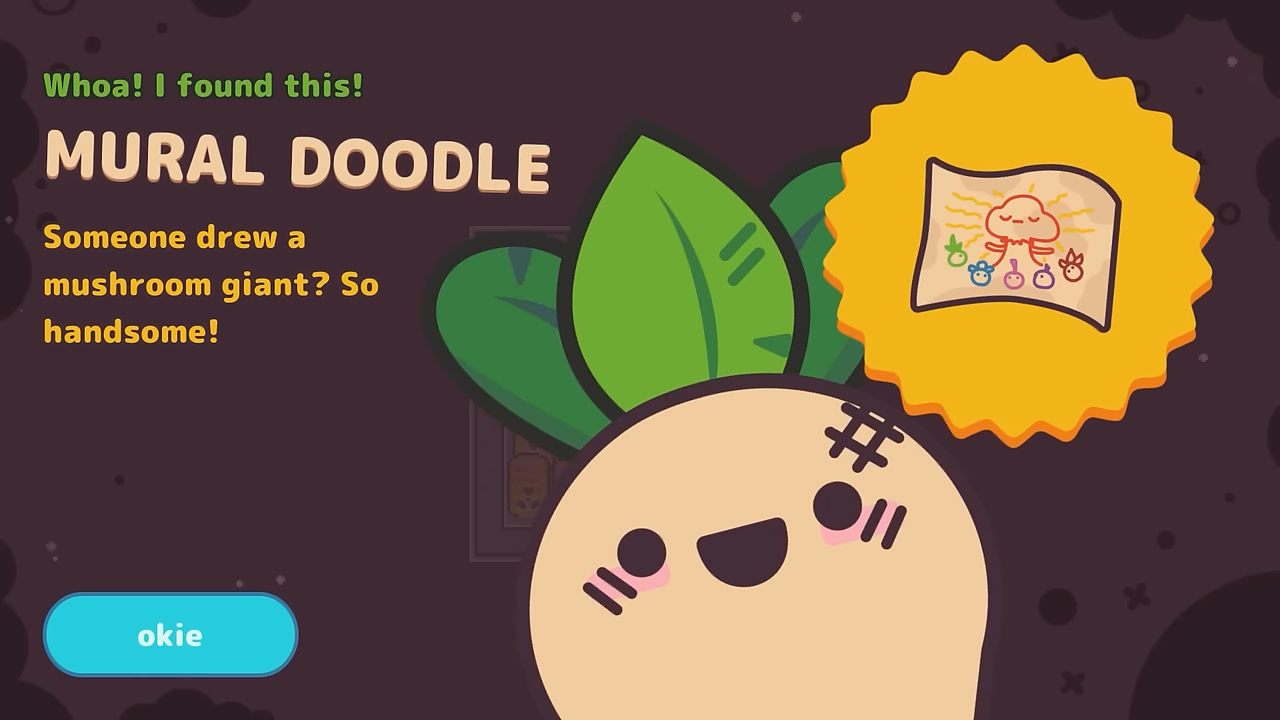 Whoa! I found this!
MURAL DOODLE
Someone drew a
mushroom giant? So
handsome!
okie